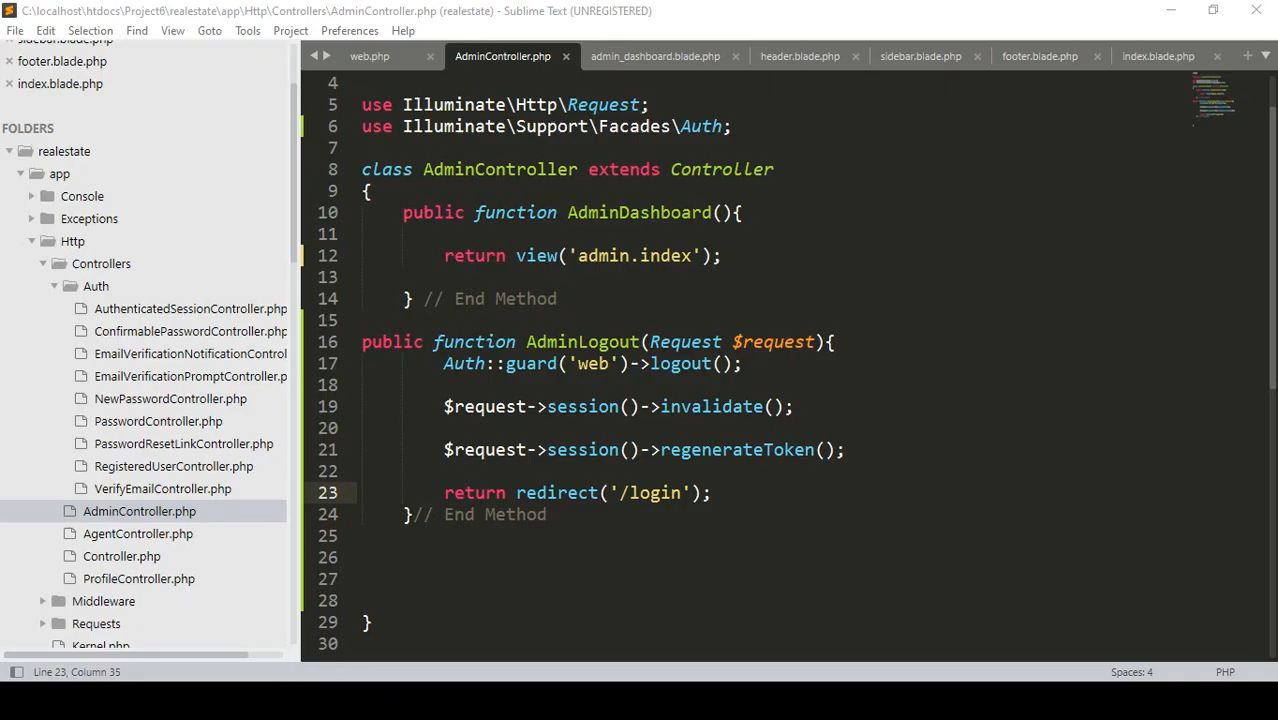 C:\localhost\htdocs\Project6\realestate\app\Http\Controllers\AdminController.php (realestate) - Sublime Text (UNREGISTERED)
File Edit Selection Find View Goto Tools Project Preferences Help
sidebar.blade.php
footer.blade.php
index.blade.php
FOLDERS
realestate
app
Console
Exceptions
Http
Controllers
Auth
AuthenticatedSessionController.php
ConfirmablePasswordController.php
EmailVerificationNotificationControl
EmailVerificationPromptController.p
NewPasswordController.php
PasswordController.php
PasswordResetLinkController.php
RegisteredUserController.php
VerifyEmailController.php
AdminController.php
AgentController.php
Controller.php
ProfileController.php
Middleware
Requests
Kernel.php
web.php AdminController.php admin_dashboard.blade.php header.blade.php sidebar.blade.php footer.blade.php index.blade.php
4
5 use Illuminate\Http\Request;
6 use Illuminate\Support\Facades\Auth;
7
8 class AdminController extends Controller
9 {
10 public function AdminDashboard(){
11
12 return view('admin.index');
13
14 } // End Method
15
16 public function AdminLogout(Request $request){
17 Auth::guard('web')->logout();
18
19 $request->session()->invalidate();
20
21 $request->session()->regenerateToken();
22
23 return redirect('/login');
24 }// End Method
25
26
27
28
29 }
30
Line 23, Column 35
Spaces: 4 PHP